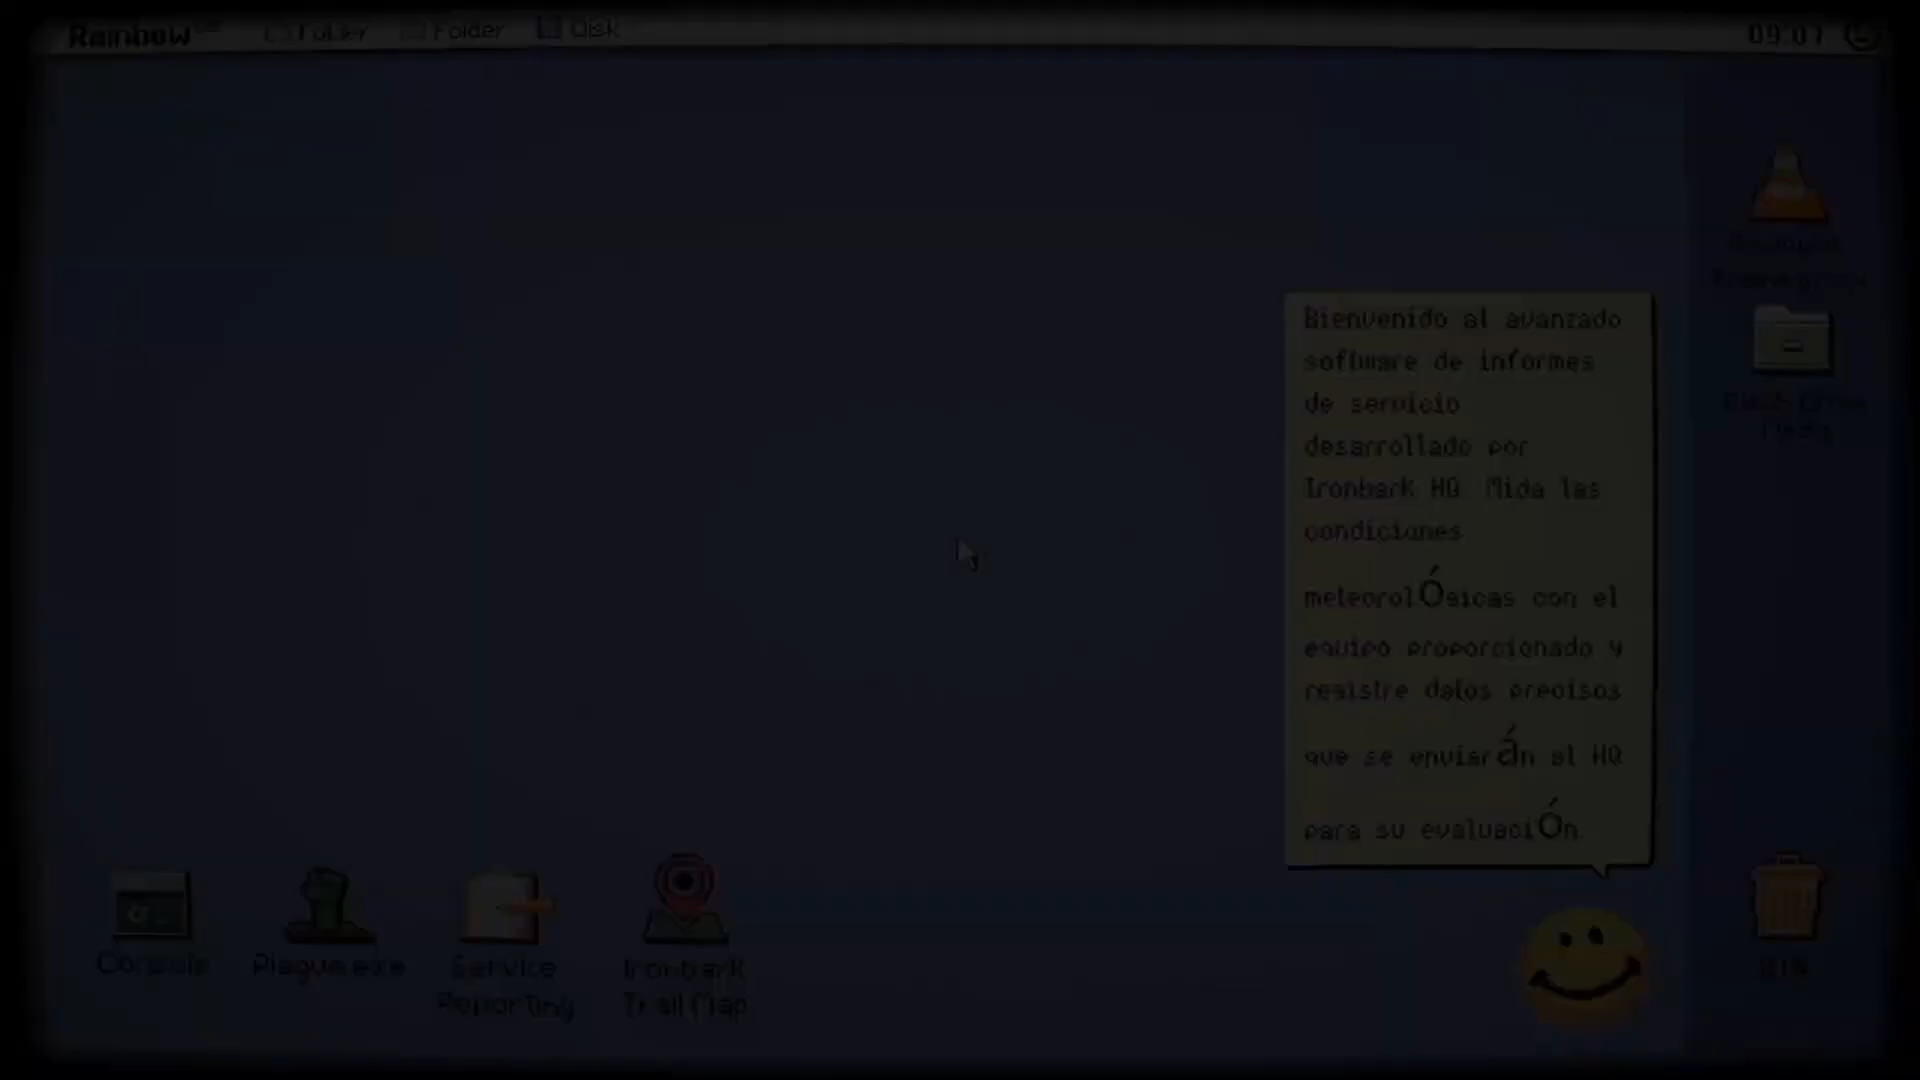 Rainbow
Folder
Folder
Disk
09:07
Bienvenido al avanzado
software de informes
de servicio
desarrollado por
Ironbark HQ. Mida las
condiciones
meteorolÓgicas con el
equipo proporcionado y
registre datos precisos
que se enviarán al HQ
para su evaluaciÓn.
Console
Plague.exe
Service
Reporting
Ironbark
Trail Map
BIN